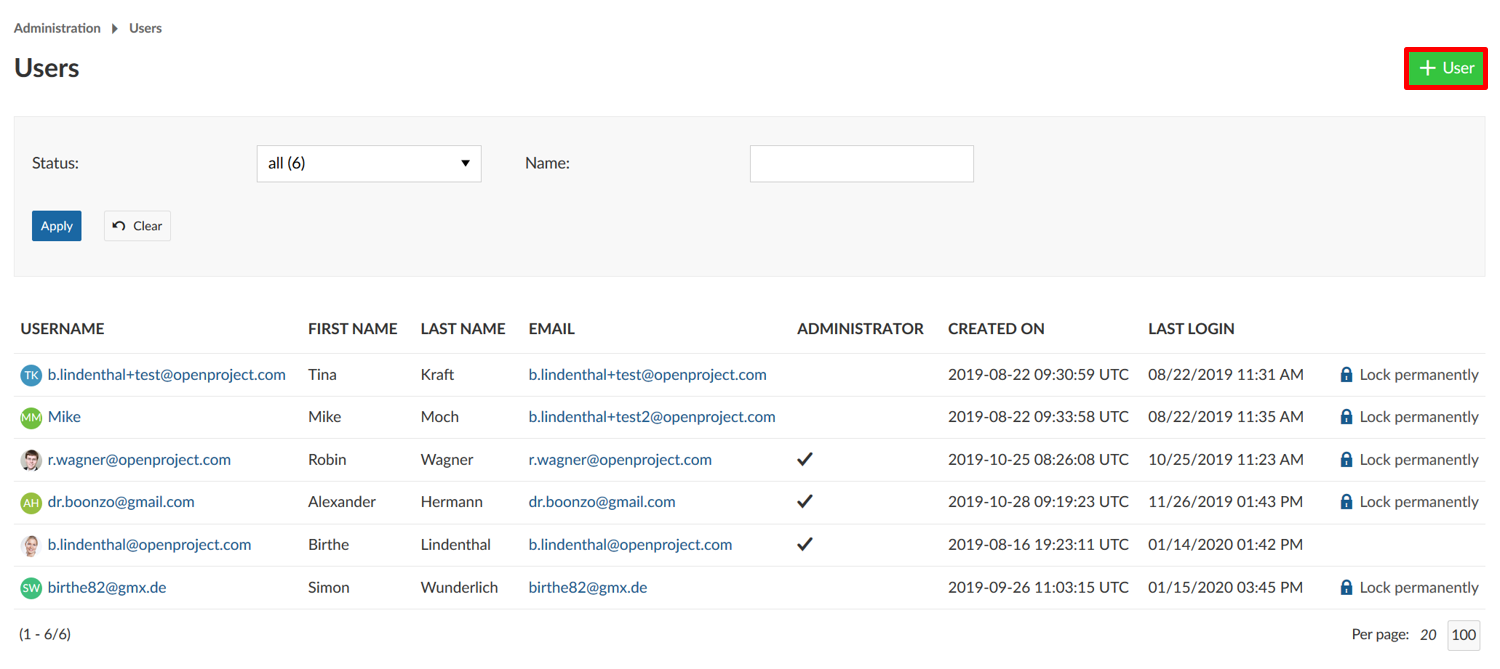 Administration Users
Users
+ User
Status: all (6) Name:
Apply Clear
USERNAME FIRST NAME LAST NAME EMAIL ADMINISTRATOR CREATED ON LAST LOGIN
TK b.lindenthal+test@openproject.com Tina Kraft b.lindenthal+test@openproject.com 2019-08-22 09:30:59 UTC 08/22/2019 11:31 AM Lock permanently
MM Mike Mike Moch b.lindenthal+test2@openproject.com 2019-08-22 09:33:58 UTC 08/22/2019 11:35 AM Lock permanently
r.wagner@openproject.com Robin Wagner r.wagner@openproject.com ✓ 2019-10-25 08:26:08 UTC 10/25/2019 11:23 AM Lock permanently
AH dr.boonzo@gmail.com Alexander Hermann dr.boonzo@gmail.com ✓ 2019-10-28 09:19:23 UTC 11/26/2019 01:43 PM Lock permanently
b.lindenthal@openproject.com Birthe Lindenthal b.lindenthal@openproject.com ✓ 2019-08-16 19:23:11 UTC 01/14/2020 01:42 PM
SW birthe82@gmx.de Simon Wunderlich birthe82@gmx.de 2019-09-26 11:03:15 UTC 01/15/2020 03:45 PM Lock permanently
(1 - 6/6) Per page: 20 100